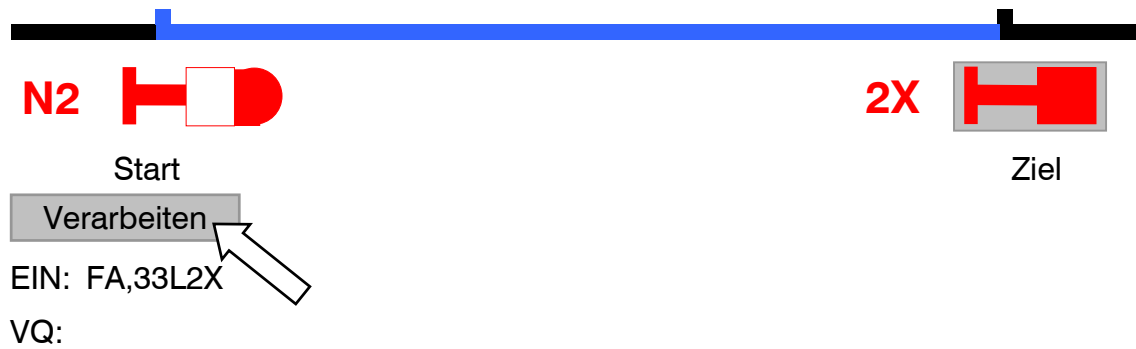 N2 2X
Start Ziel
Verarbeiten
EIN: FA,33L2X
VQ: